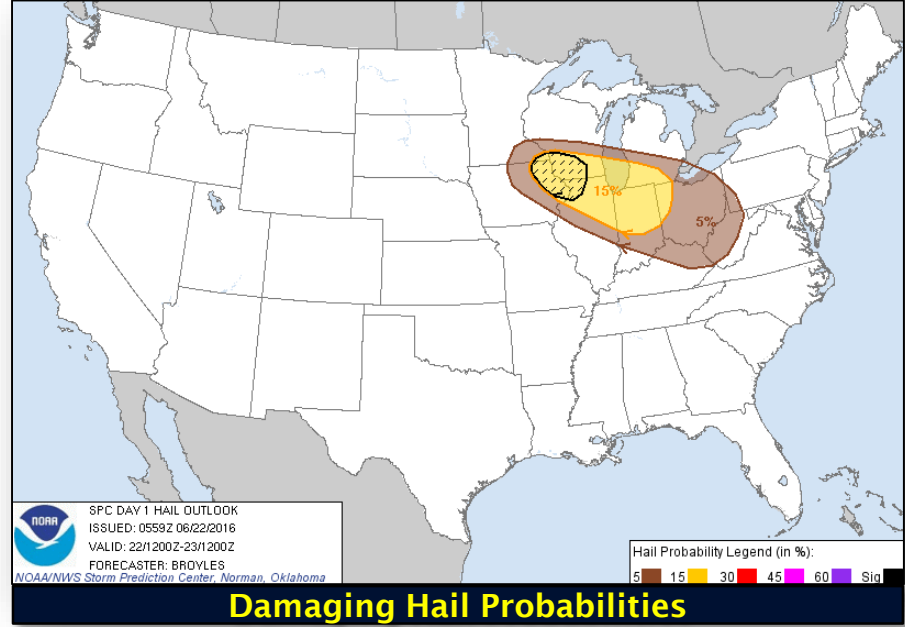 15%
5%
NOAA
SPC DAY 1 HAIL OUTLOOK
ISSUED: 0559Z 06/22/2016
VALID: 22/1200Z-23/1200Z
FORECASTER: BROYLES
NOAA/NWS Storm Prediction Center, Norman, Oklahoma
Hail Probability Legend (in %):
5 15 30 45 60 Sig
Damaging Hail Probabilities